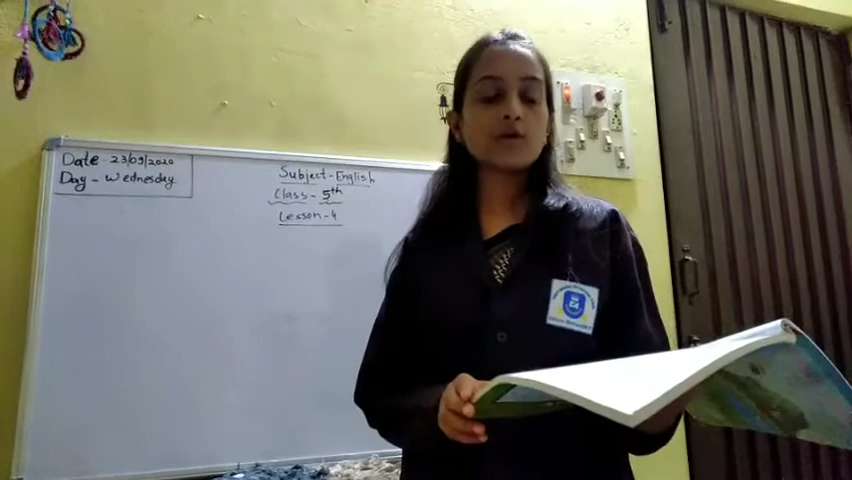 Date - 23/09/2020
Day - Wednesday
Subject - English
Class - 5th
Lesson - 4